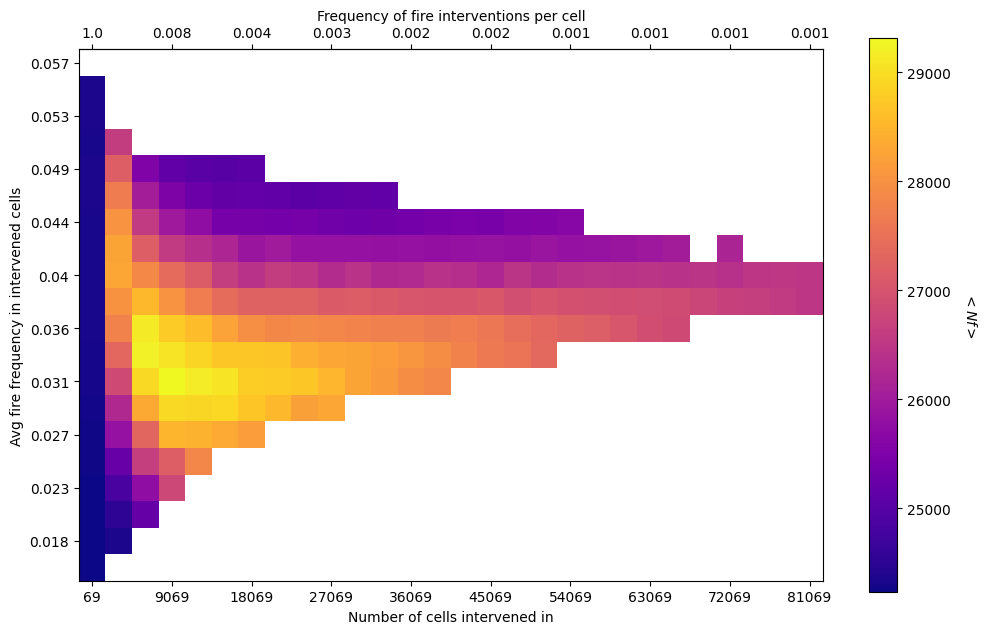 Frequency of fire interventions per cell
1.0 0.008 0.004 0.003 0.002 0.002 0.001 0.001 0.001 0.001
Avg fire frequency in intervened cells
0.057
0.053
0.049
0.044
0.04
0.036
0.031
0.027
0.023
0.018
69 9069 18069 27069 36069 45069 54069 63069 72069 81069
Number of cells intervened in
29000
28000
27000
26000
25000
< Nf >